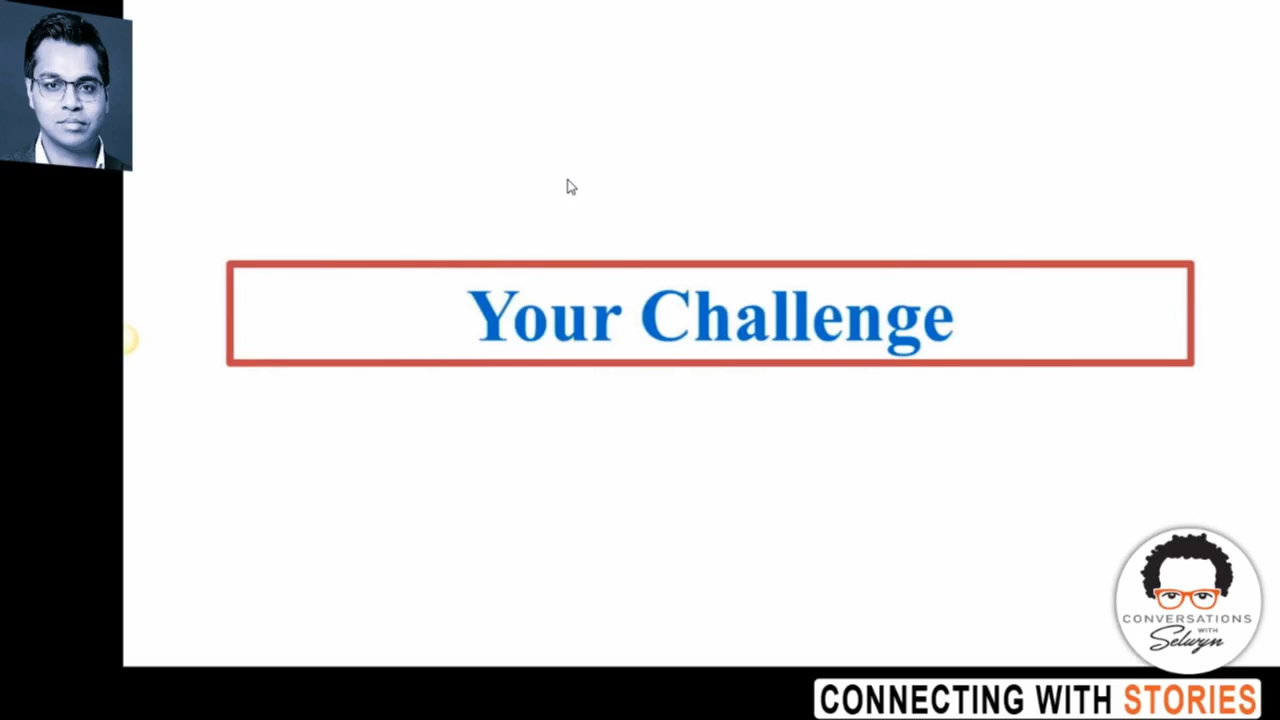 Your Challenge
CONVERSATIONS
WITH
Selwyn
CONNECTING WITH STORIES